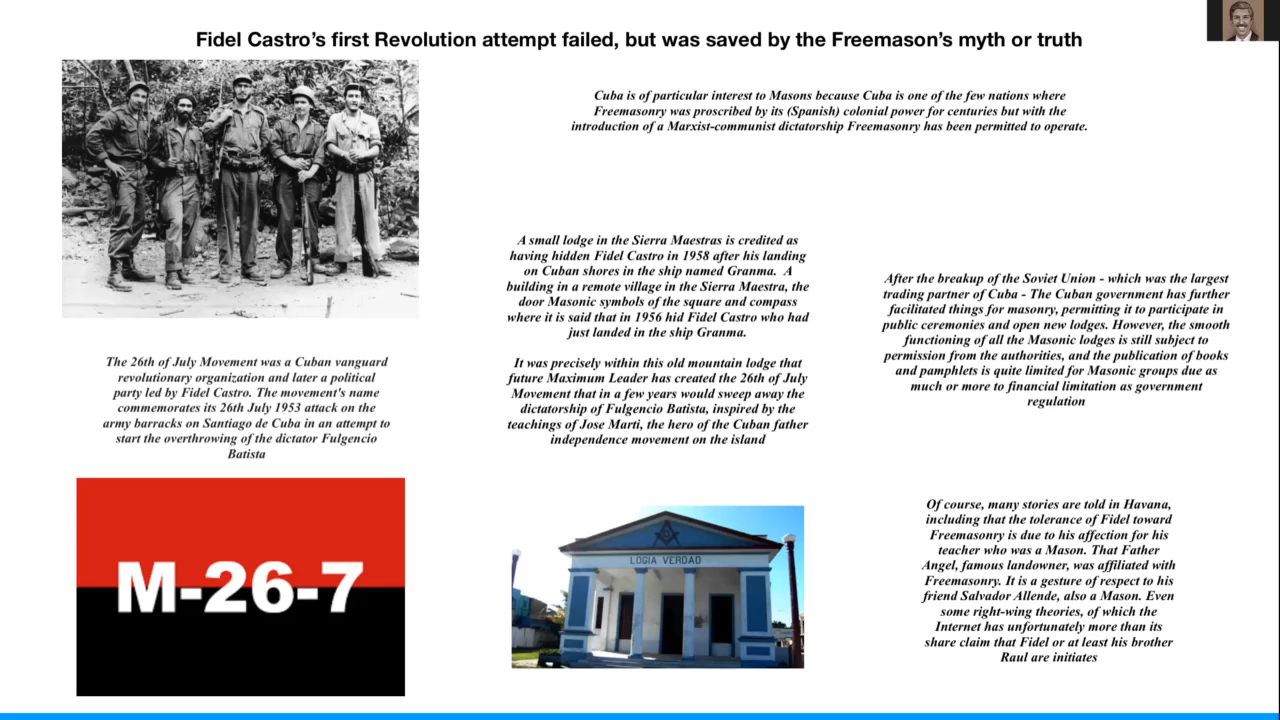 Fidel Castro’s first Revolution attempt failed, but was saved by the Freemason’s myth or truth
Cuba is of particular interest to Masons because Cuba is one of the few nations where
Freemasonry was proscribed by its (Spanish) colonial power for centuries but with the
introduction of a Marxist-communist dictatorship Freemasonry has been permitted to operate.
The 26th of July Movement was a Cuban vanguard
revolutionary organization and later a political
party led by Fidel Castro. The movement's name
commemorates its 26th July 1953 attack on the
army barracks on Santiago de Cuba in an attempt to
start the overthrowing of the dictator Fulgencio
Batista
M-26-7
A small lodge in the Sierra Maestras is credited as
having hidden Fidel Castro in 1958 after his landing
on Cuban shores in the ship named Granma. A
building in a remote village in the Sierra Maestra, the
door Masonic symbols of the square and compass
where it is said that in 1956 hid Fidel Castro who had
just landed in the ship Granma.
It was precisely within this old mountain lodge that
future Maximum Leader has created the 26th of July
Movement that in a few years would sweep away the
dictatorship of Fulgencio Batista, inspired by the
teachings of Jose Marti, the hero of the Cuban father
independence movement on the island
LOGIA VERDAD
After the breakup of the Soviet Union - which was the largest
trading partner of Cuba - The Cuban government has further
facilitated things for masonry, permitting it to participate in
public ceremonies and open new lodges. However, the smooth
functioning of all the Masonic lodges is still subject to
permission from the authorities, and the publication of books
and pamphlets is quite limited for Masonic groups due as
much or more to financial limitation as government
regulation
Of course, many stories are told in Havana,
including that the tolerance of Fidel toward
Freemasonry is due to his affection for his
teacher who was a Mason. That Father
Angel, famous landowner, was affiliated with
Freemasonry. It is a gesture of respect to his
friend Salvador Allende, also a Mason. Even
some right-wing theories, of which the
Internet has unfortunately more than its
share claim that Fidel or at least his brother
Raul are initiates